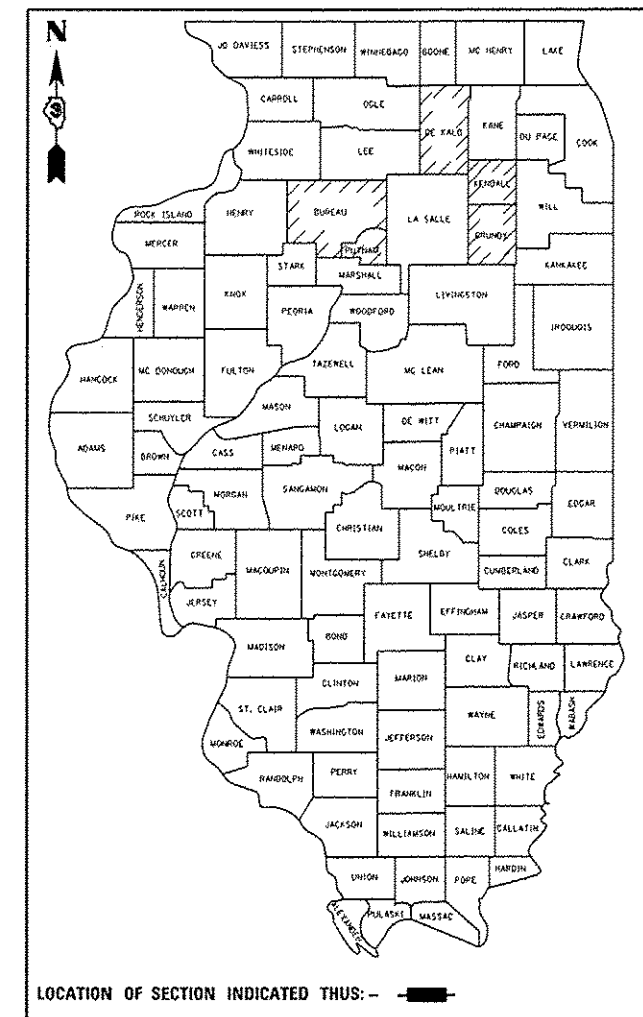 N
JO DAVIESS STEPHENSON WINNEBAGO BOONE MC HENRY LAKE
CARROLL OGLE DE KALB KANE DU PAGE COOK
WHITESIDE LEE
ROCK ISLAND HENRY BUREAU LA SALLE KENDALL WILL
MERCER PUTNAM GRUNDY
STARK KANKAKEE
HENDERSON WARREN KNOX MARSHALL LIVINGSTON
PEORIA WOODFORD IROQUOIS
HANCOCK MC DONOUGH FULTON TAZEWELL MC LEAN FORD
SCHUYLER MASON LOGAN DE WITT CHAMPAIGN VERMILION
ADAMS BROWN CASS MENARD PIATT
MACON
PIKE SCOTT MORGAN SANGAMON MOULTRIE DOUGLAS EDGAR
CHRISTIAN COLES
CALHOUN GREENE MACOUPIN MONTGOMERY SHELBY CUMBERLAND CLARK
JERSEY FAYETTE EFFINGHAM JASPER CRAWFORD
MADISON BOND
CLAY RICHLAND LAWRENCE
CLINTON MARION
ST. CLAIR WAYNE EDWARDS WABASH
MONROE WASHINGTON JEFFERSON
RANDOLPH PERRY HAMILTON WHITE
FRANKLIN
JACKSON WILLIAMSON SALINE GALLATIN
UNION JOHNSON POPE HARDIN
ALEXANDER PULASKI MASSAC
LOCATION OF SECTION INDICATED THUS: -